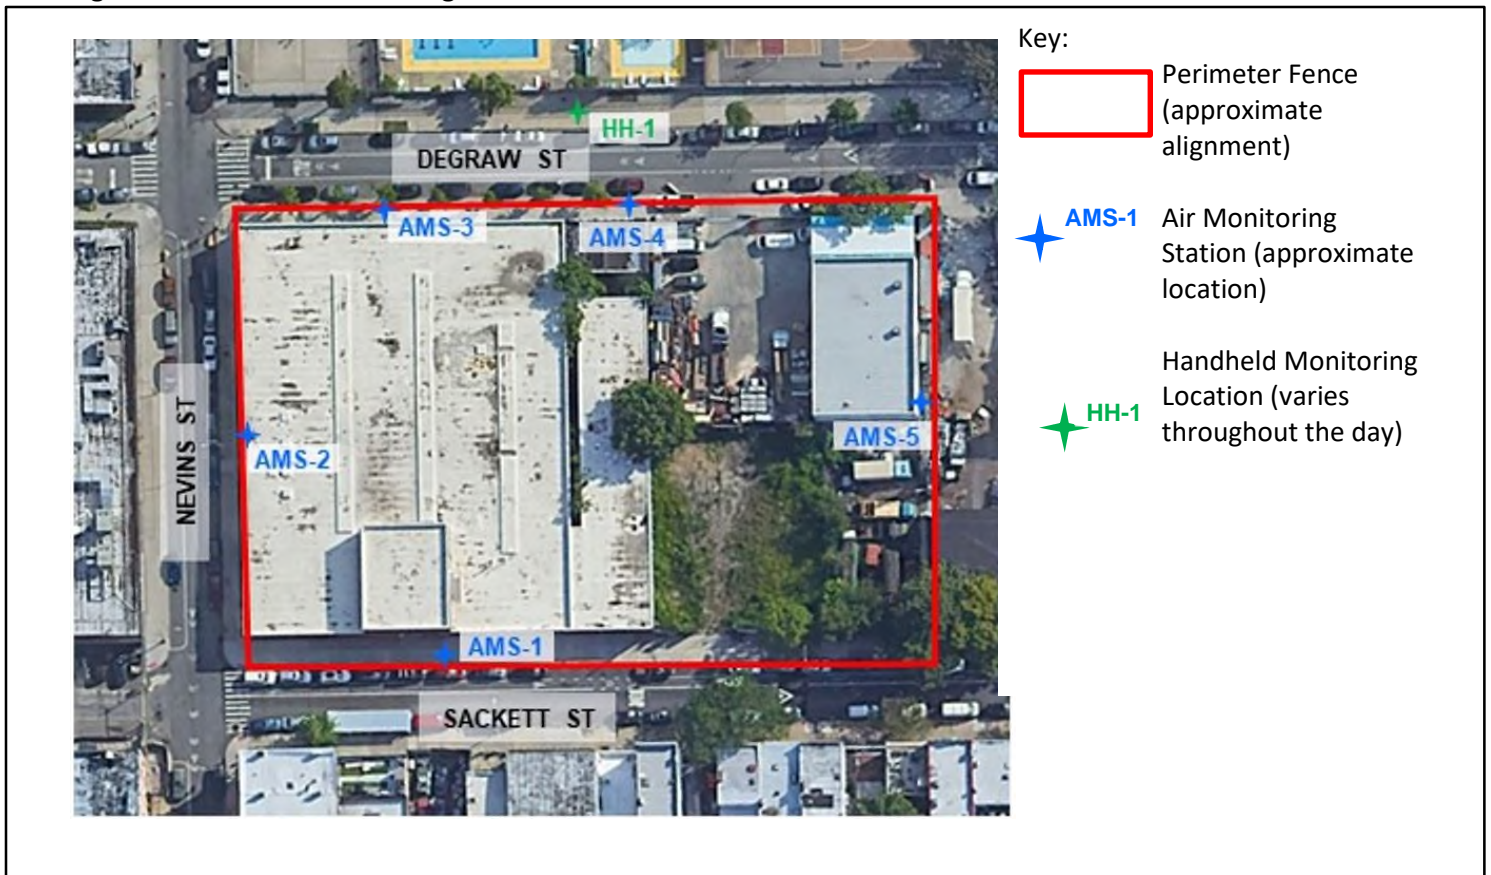 Key:
Perimeter Fence
(approximate
alignment)
AMS-1 Air Monitoring
Station (approximate
location)
Handheld Monitoring
HH-1 Location (varies
throughout the day)
HH-1
DEGRAW ST
AMS-3
AMS-4
AMS-5
AMS-2
NEVINS ST
AMS-1
SACKETT ST